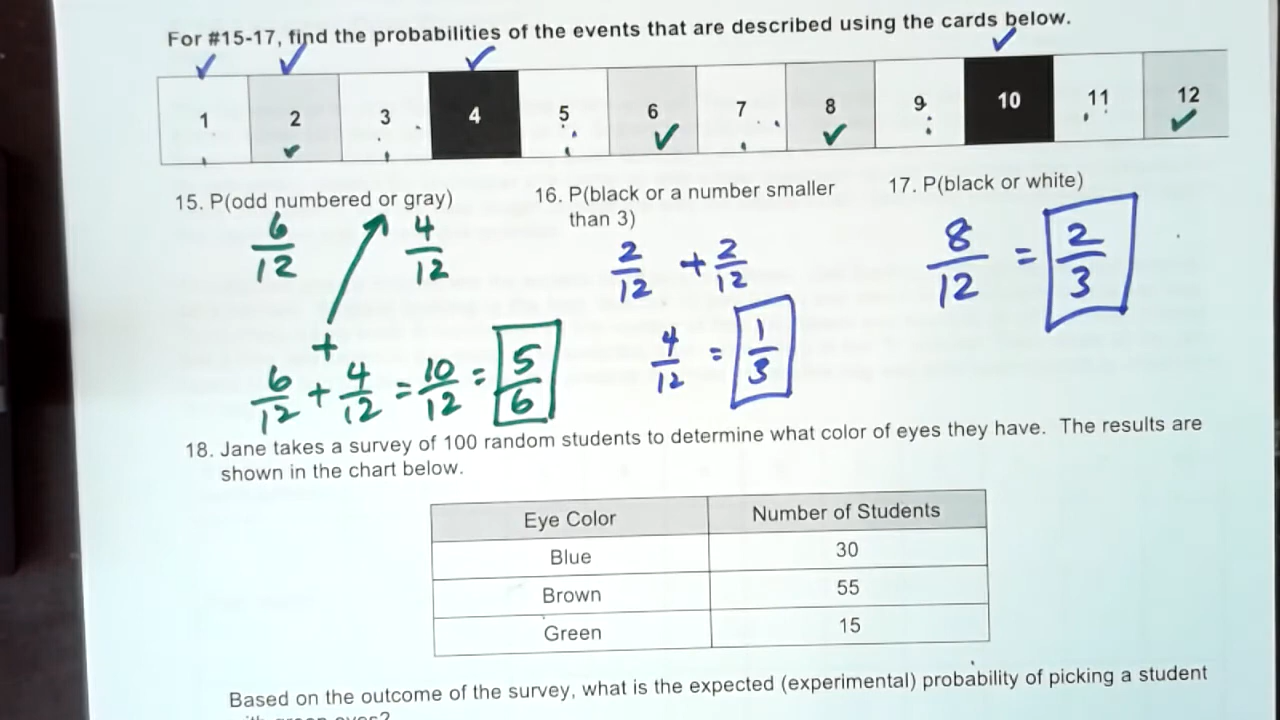 For #15-17, find the probabilities of the events that are described using the cards below.
1 2 3 4 5 6 7 8 9 10 11 12
15. P(odd numbered or gray)
6/12 4/12
+
6/12 + 4/12 = 10/12 = 5/6
16. P(black or a number smaller
than 3)
2/12 + 2/12
4/12 = 1/3
17. P(black or white)
8/12 = 2/3
18. Jane takes a survey of 100 random students to determine what color of eyes they have. The results are
shown in the chart below.
Eye Color Number of Students
Blue 30
Brown 55
Green 15
Based on the outcome of the survey, what is the expected (experimental) probability of picking a student
with green eyes?